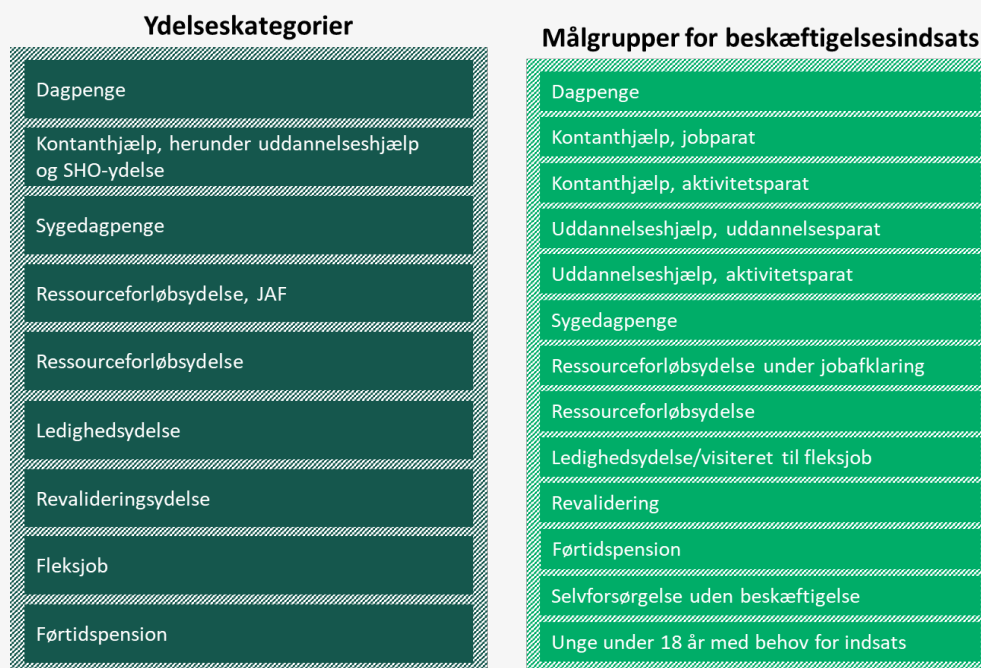 Ydelseskategorier
Dagpenge
Kontanthjælp, herunder uddannelseshjælp
og SHO-ydelse
Sygedagpenge
Ressourceforløbsydelse, JAF
Ressourceforløbsydelse
Ledighedsydelse
Revalideringsydelse
Fleksjob
Førtidspension
Målgrupper for beskæftigelsesindsats
Dagpenge
Kontanthjælp, jobparat
Kontanthjælp, aktivitetsparat
Uddannelseshjælp, uddannelsesparat
Uddannelseshjælp, aktivitetsparat
Sygedagpenge
Ressourceforløbsydelse under jobafklaring
Ressourceforløbsydelse
Ledighedsydelse/visiteret til fleksjob
Revalidering
Førtidspension
Selvforsørgelse uden beskæftigelse
Unge under 18 år med behov for indsats